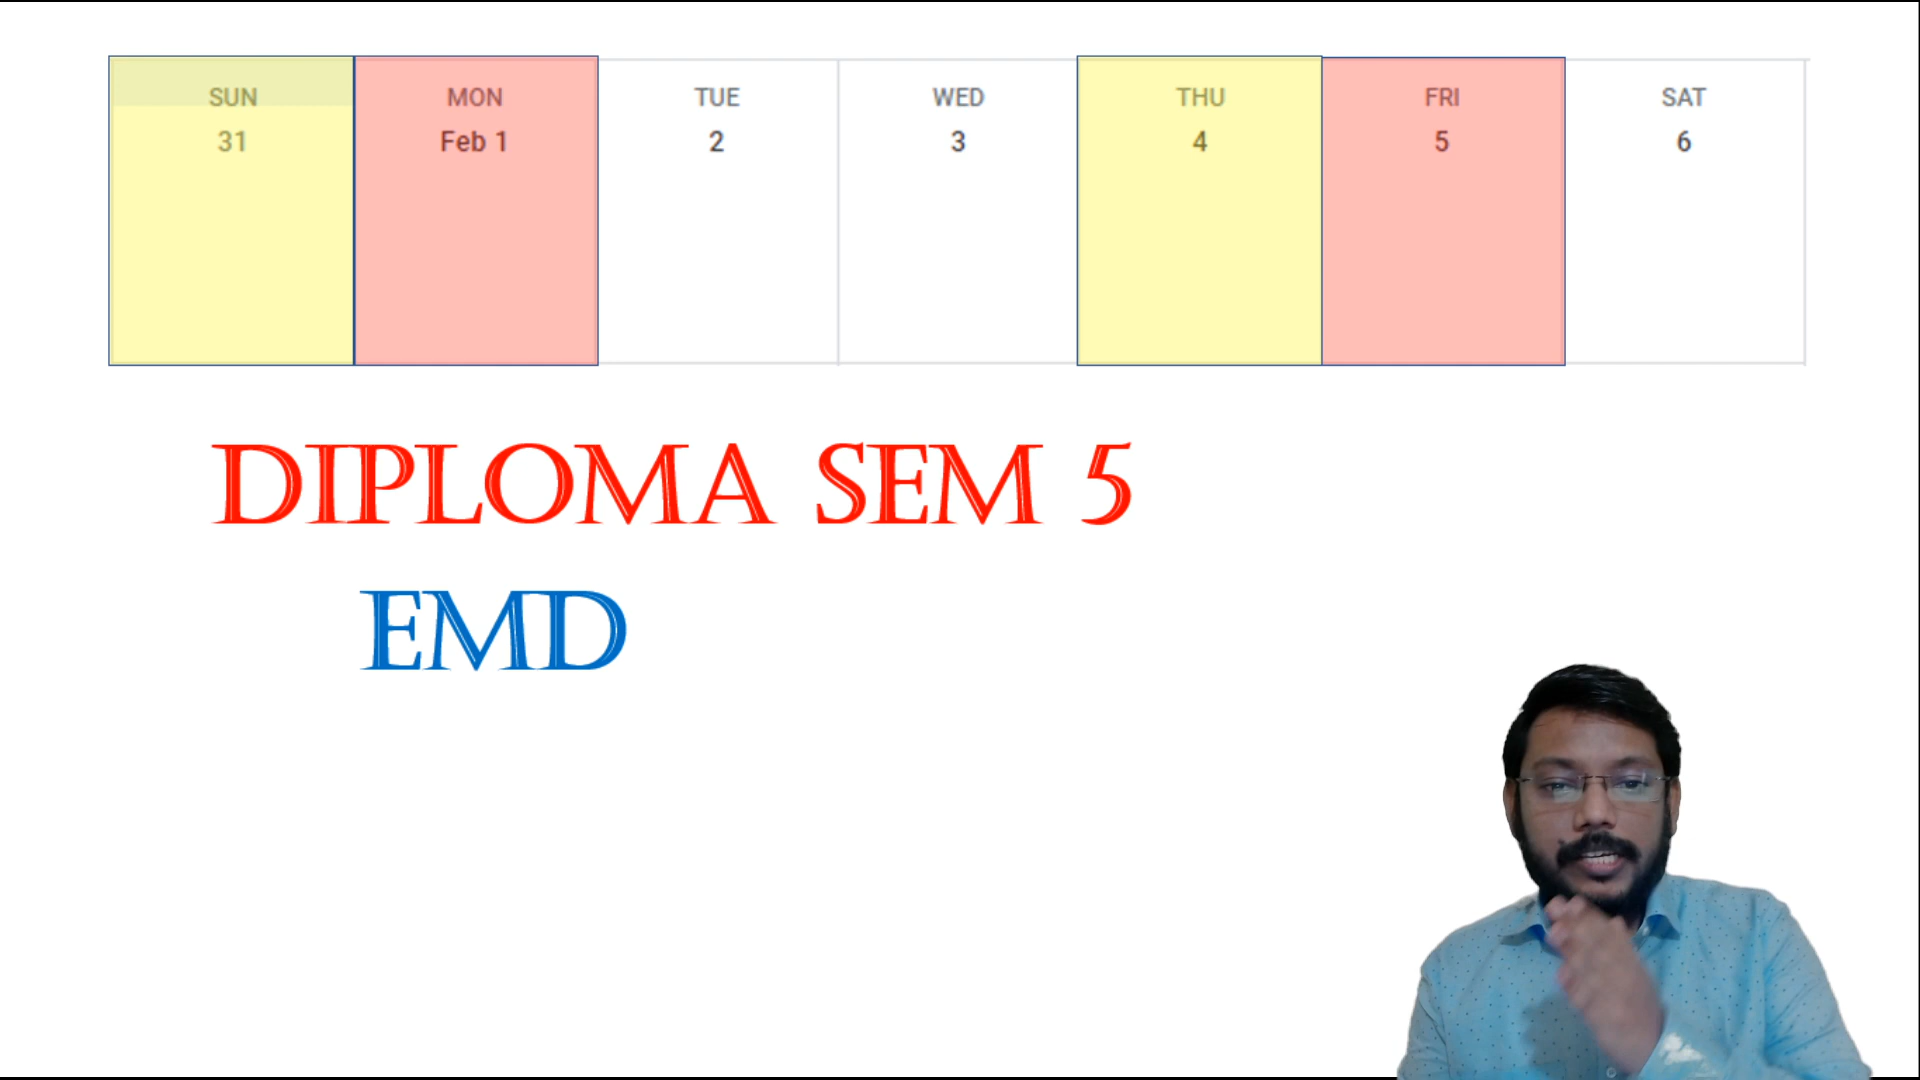 SUN MON TUE WED THU FRI SAT
31 Feb 1 2 3 4 5 6
DIPLOMA SEM 5
EMD